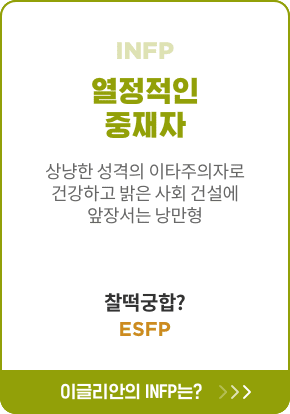 INFP
열정적인
중재자
상냥한 성격의 이타주의자로
건강하고 밝은 사회 건설에
앞장서는 낭만형
찰떡궁합?
ESFP
이글리안의 INFP는?